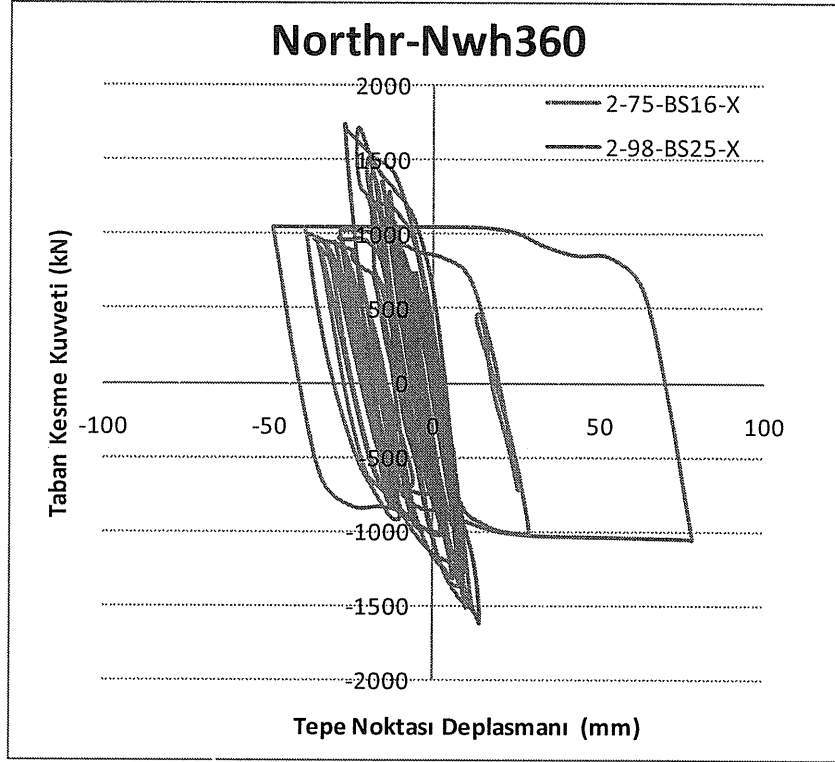 Northr-Nwh360
2000
2-75-BS16-X
1500
2-98-BS25-X
1000
500
0
-100
-50
0
50
100
-500
-1000
-1500
-2000
Taban Kesme Kuvveti (kN)
Tepe Noktası Deplasmanı (mm)